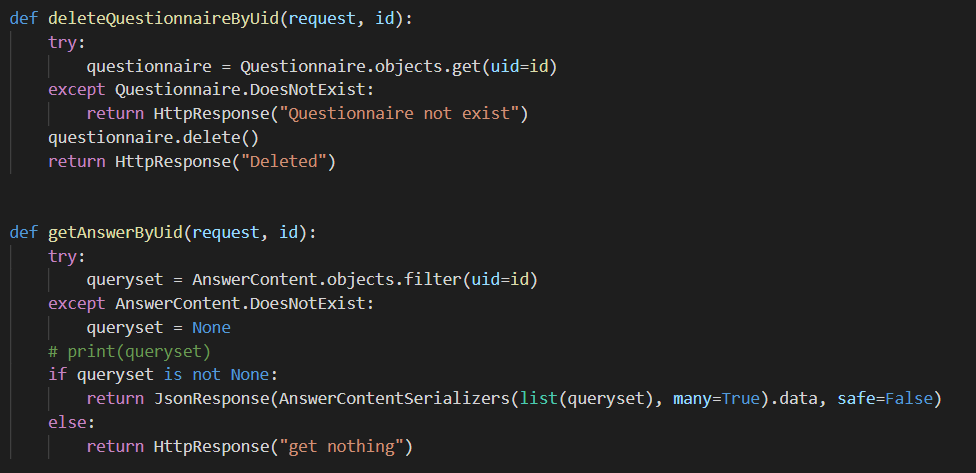 def deleteQuestionnaireByUid(request, id):
    try:
        questionnaire = Questionnaire.objects.get(uid=id)
    except Questionnaire.DoesNotExist:
        return HttpResponse("Questionnaire not exist")
    questionnaire.delete()
    return HttpResponse("Deleted")
def getAnswerByUid(request, id):
    try:
        queryset = AnswerContent.objects.filter(uid=id)
    except AnswerContent.DoesNotExist:
        queryset = None
    # print(queryset)
    if queryset is not None:
        return JsonResponse(AnswerContentSerializers(list(queryset), many=True).data, safe=False)
    else:
        return HttpResponse("get nothing")